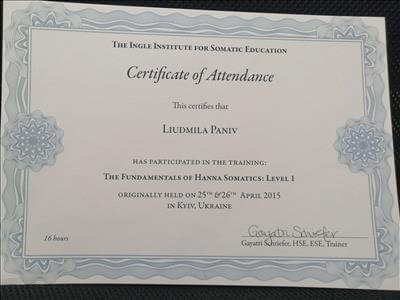 THE INGLE INSTITUTE FOR SOMATIC EDUCATION
Certificate of Attendance
This certifies that
LIUDMILA PANIV
HAS PARTICIPATED IN THE TRAINING:
THE FUNDAMENTALS OF HANNA SOMATICS: LEVEL 1
ORIGINALLY HELD ON 25TH & 26TH APRIL 2015
IN KYIV, UKRAINE
Gayatri Schriefer
16 hours
Gayatri Schriefer, HSE, ESE, Trainer